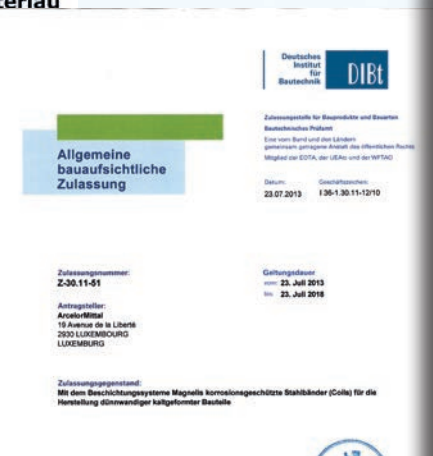 Deutsches
Institut
für
Bautechnik
DIBt
Zulassungsstelle für Bauprodukte und Bauarten
Bautechnisches Prüfamt
Eine vom Bund und den Ländern
gemeinsam getragene Anstalt des öffentlichen Rechts
Mitglied der EOTA, der UEAtc und der WFTAO
Allgemeine
bauaufsichtliche
Zulassung
Datum: Geschäftszeichen:
23.07.2013 I 36-1.30.11-12/10
Zulassungsnummer:
Z-30.11-51
Geltungsdauer
vom: 23. Juli 2013
bis: 23. Juli 2018
Antragsteller:
ArcelorMittal
19 Avenue de la Liberté
2930 LUXEMBOURG
LUXEMBURG
Zulassungsgegenstand:
Mit dem Beschichtungssysteme Magnelis korrosionsgeschützte Stahlbänder (Coils) für die
Herstellung dünnwandiger kaltgeformter Bauteile